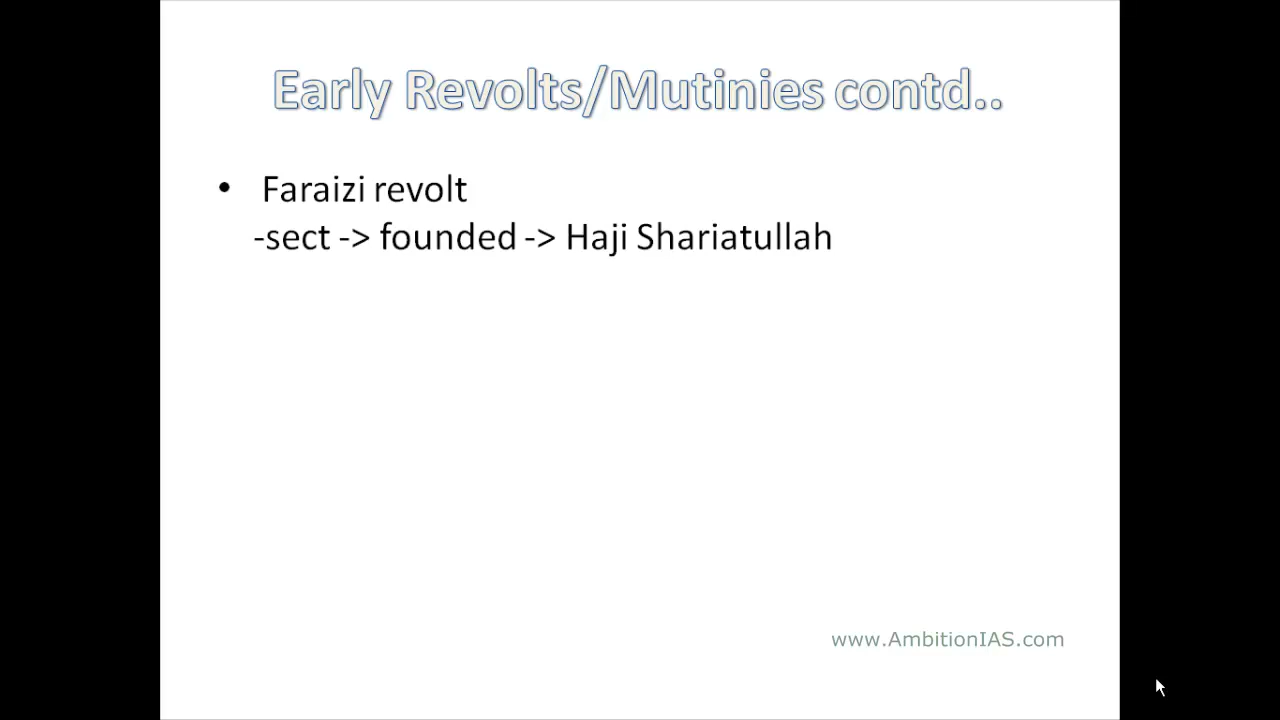 Early Revolts/Mutinies contd..
• Faraizi revolt
-sect -> founded -> Haji Shariatullah
www.AmbitionIAS.com